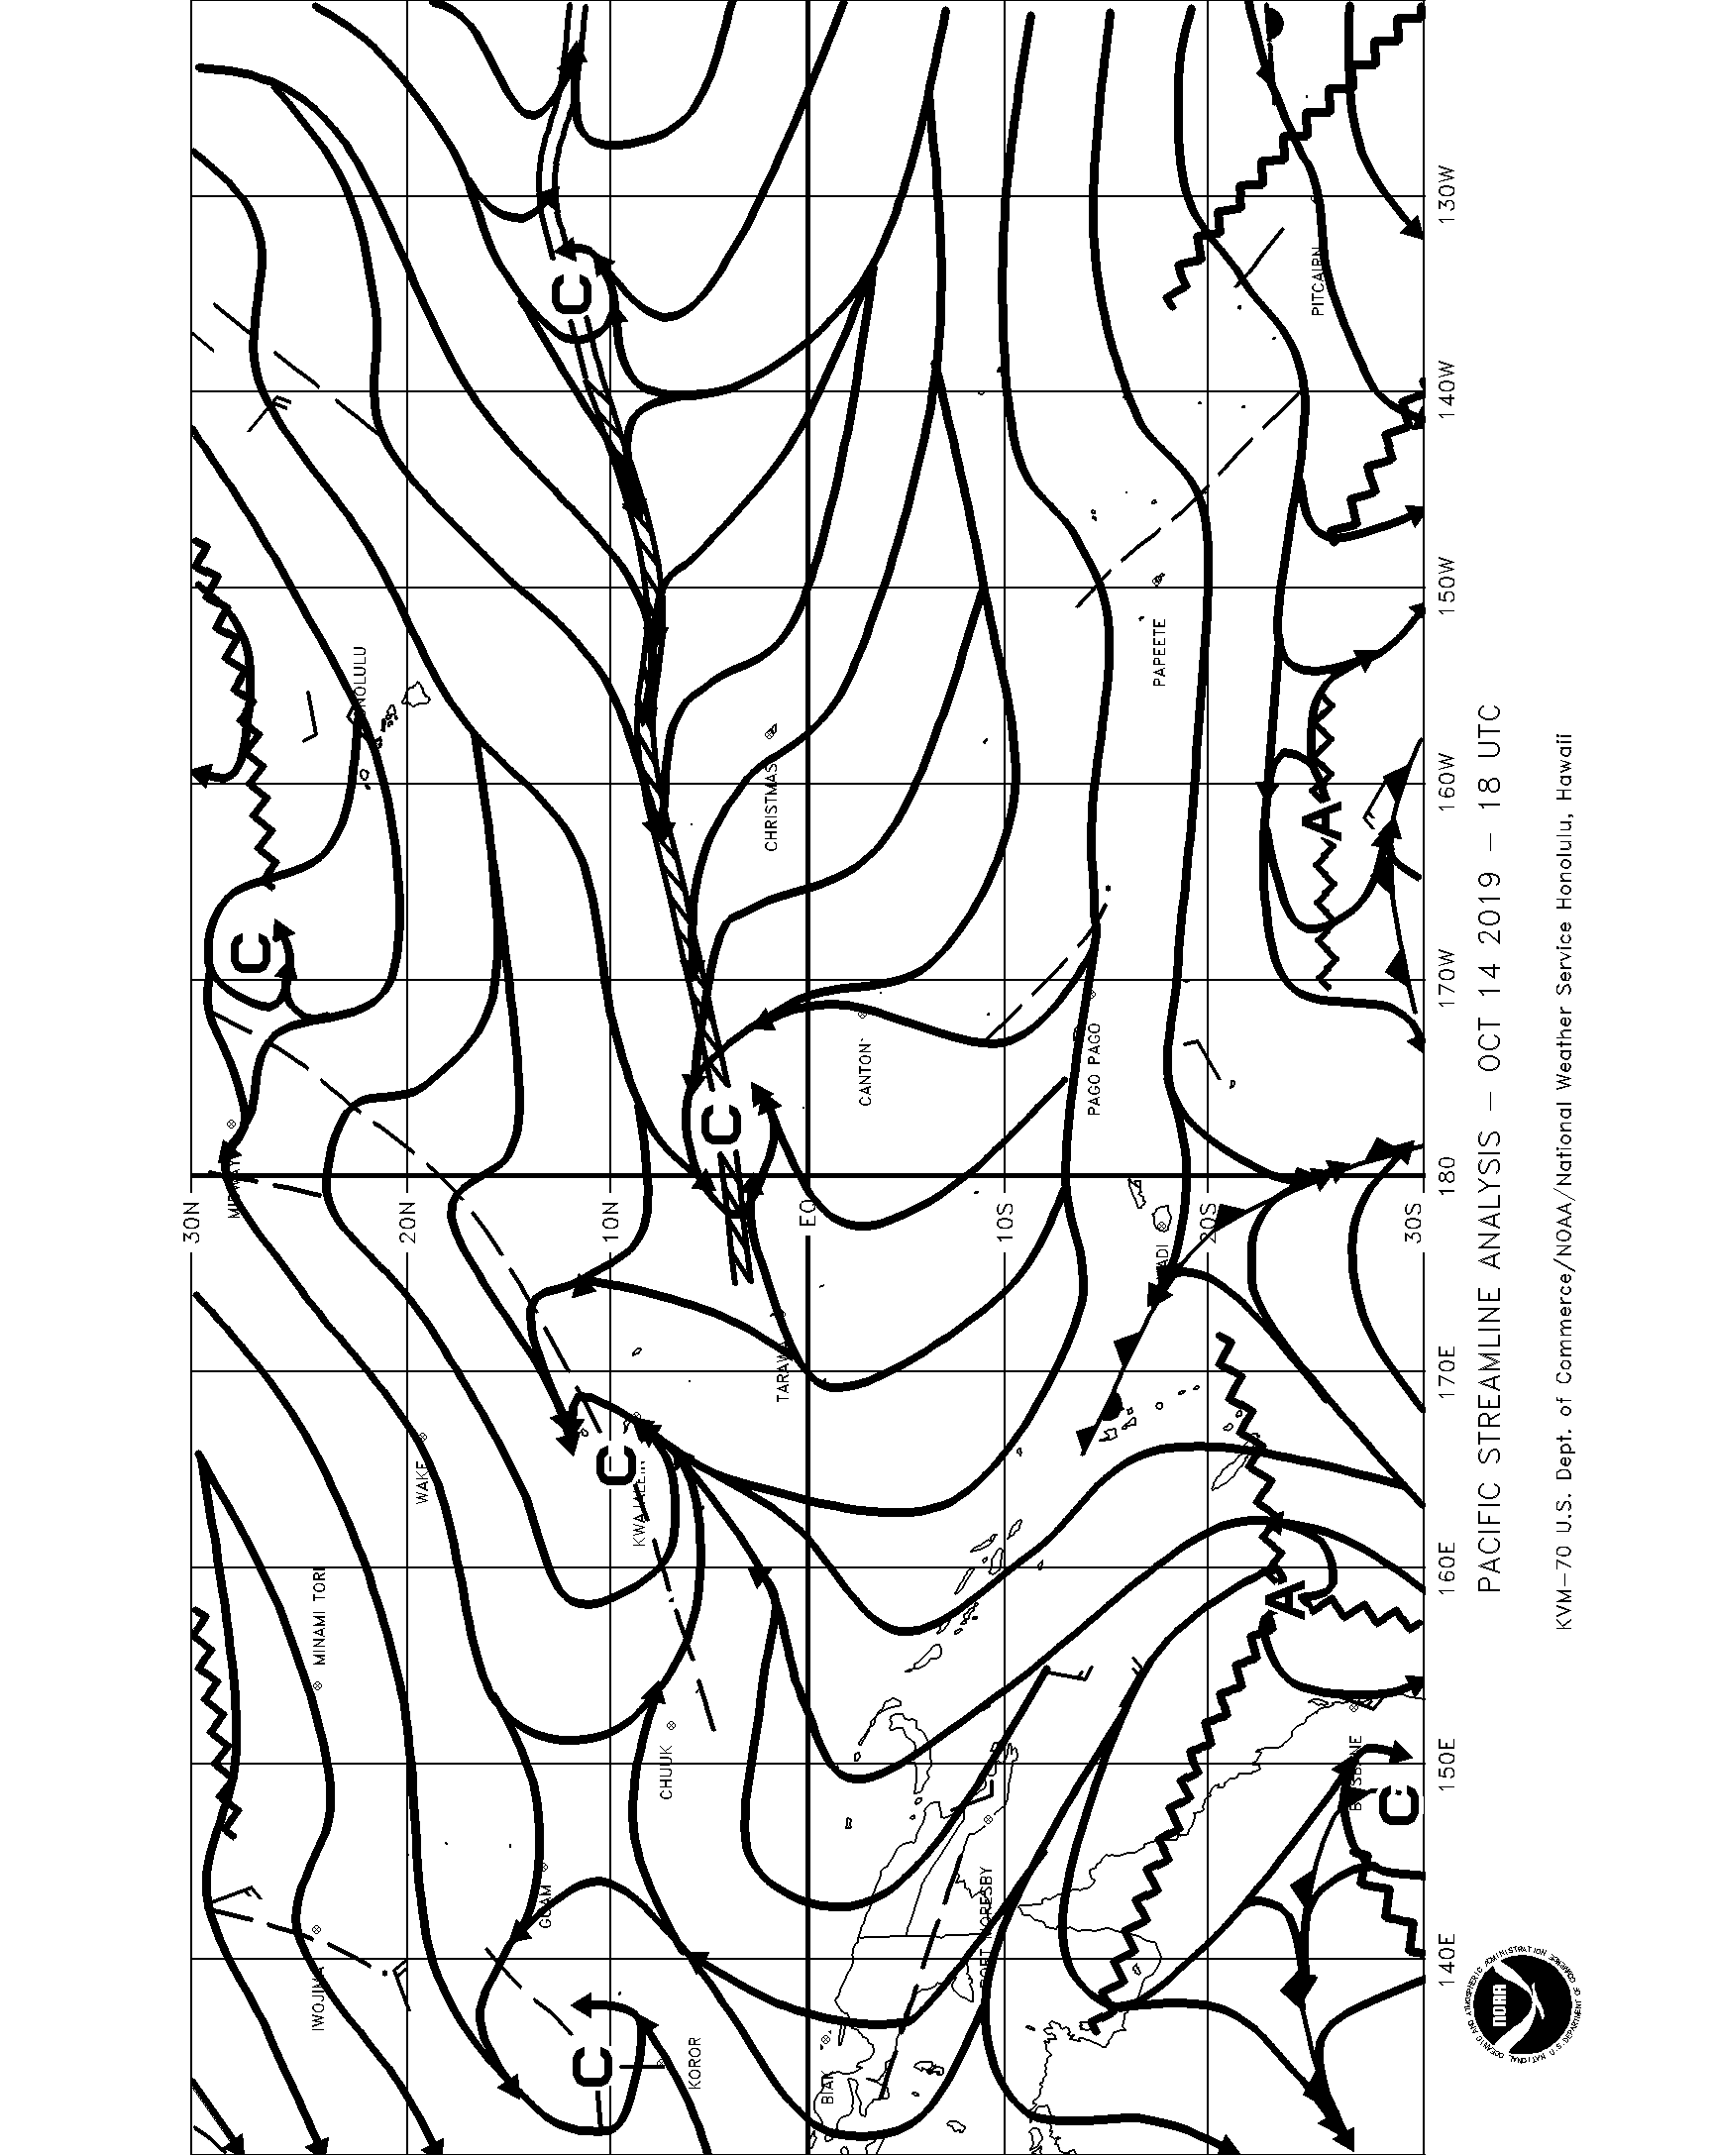 PACIFIC STREAMLINE ANALYSIS – OCT 14 2019 – 18 UTC
KVM–70 U.S. Dept. of Commerce/NOAA/National Weather Service Honolulu, Hawaii
30N
20N
10N
EQ
10S
20S
30S
140E
150E
160E
170E
180
170W
160W
150W
140W
130W
IWOJIMA
MINAMI TORI
WAKE
MIDWAY
GUAM
CHUUK
KOROR
BIAK
PORT MORESBY
TARAWA
CANTON
CHRISTMAS
PAGO PAGO
PAPEETE
PITCAIRN
BRISBANE
C
C
C
C
C
C
A
A
NOAA
NATIONAL OCEANIC AND ATMOSPHERIC ADMINISTRATION
U.S. DEPARTMENT OF COMMERCE